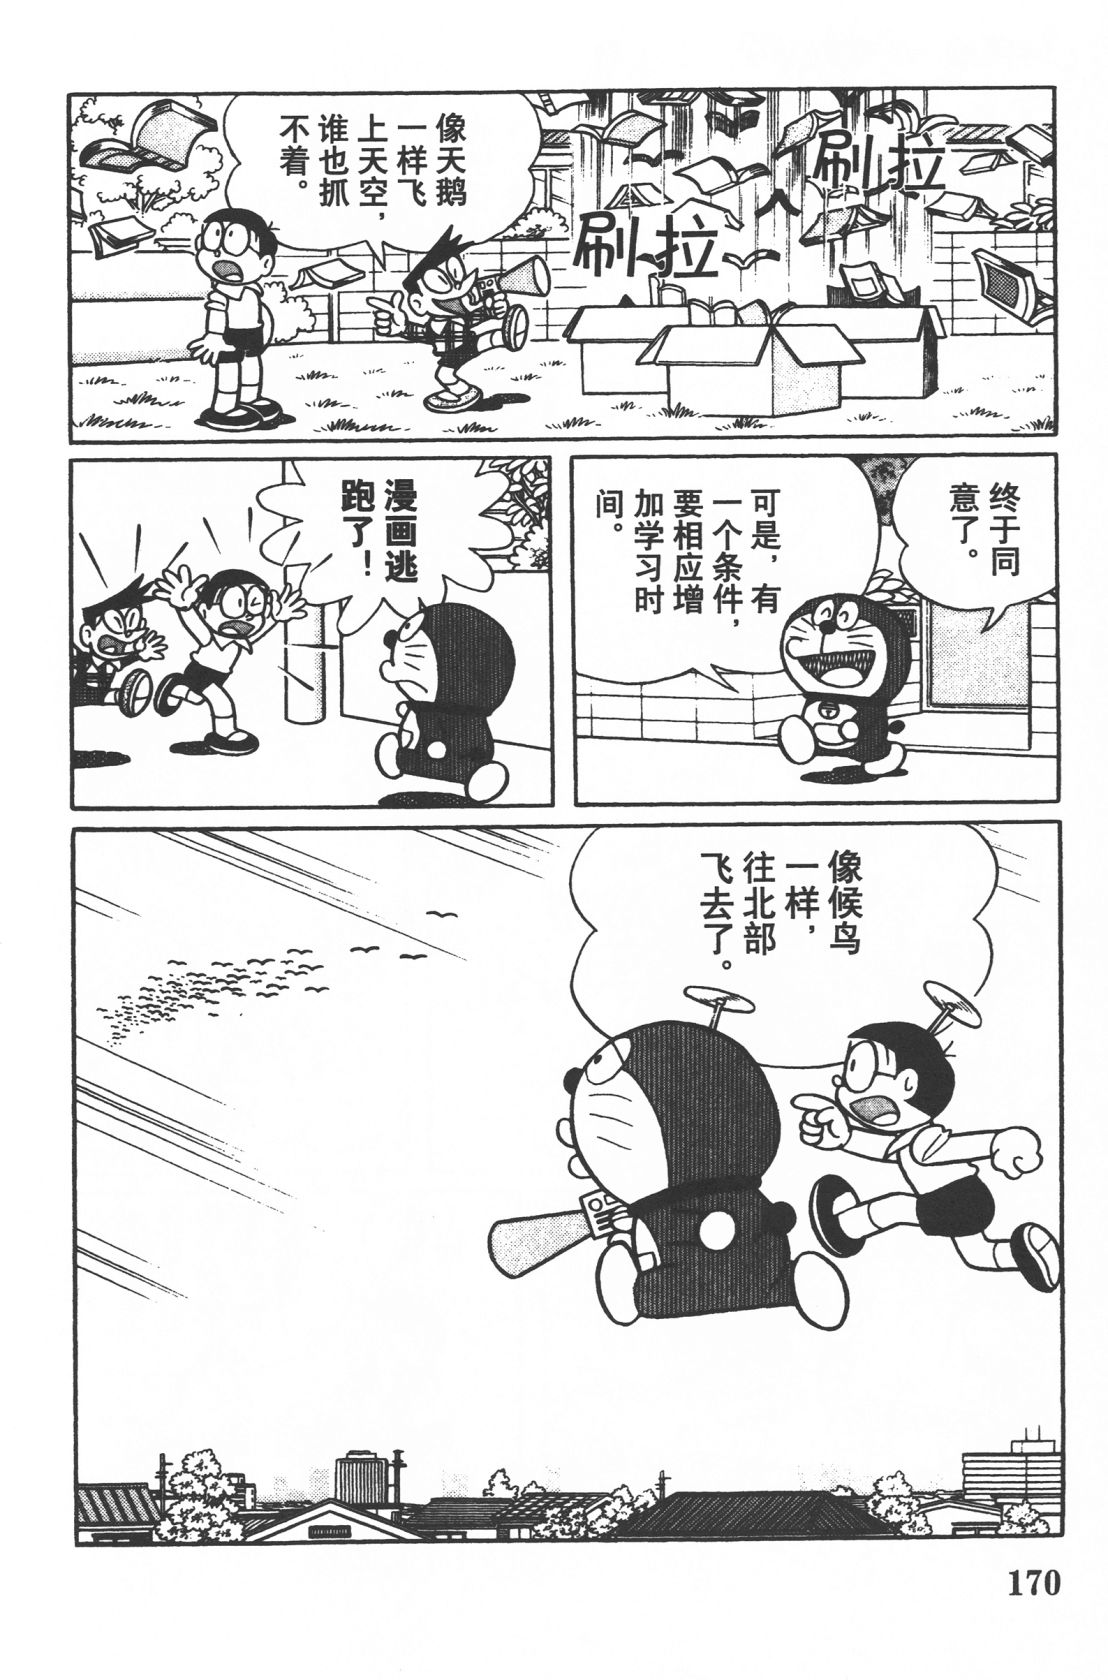 刷拉—
刷拉—
像天鹅
一样飞
上天空，
谁也抓
不着。
终于同
意了。
可是，有
一个条件，
要相应增
加学习时
间。
漫画逃
跑了！
像候鸟
一样，
往北部
飞去了。
170